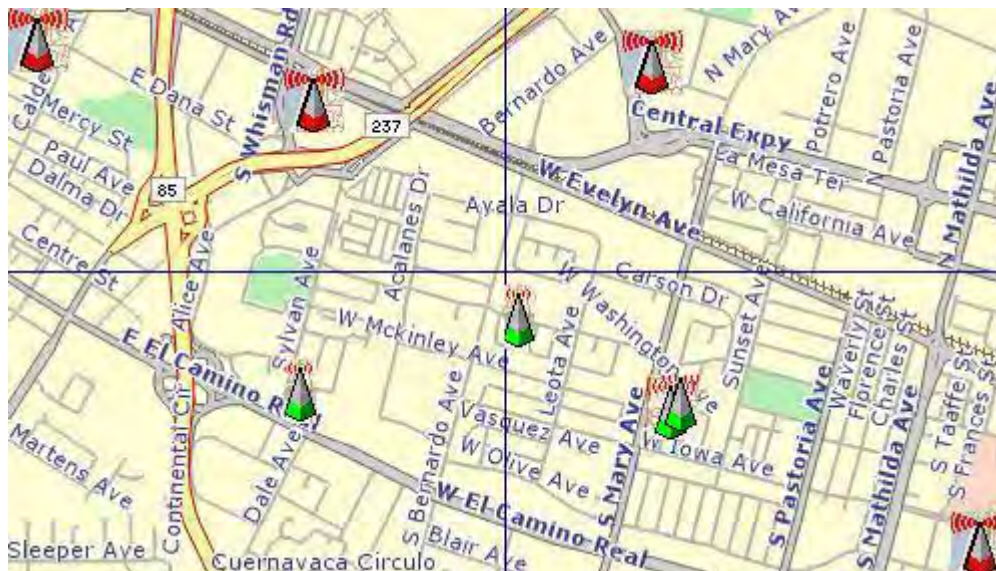 S Whisman Rd
E Dana St
Mercy St
Paul Ave
Dalma Dr
Centre St
85
237
Bernardo Ave
N Mary A
Potrero Ave
N Pastoria Ave
N Mathilda Ave
Central Expy
La Mesa Ter
W California Ave
W Evelyn Ave
Ayala Dr
Acalanes Dr
Alice Ave
Sylvan Ave
W Mckinley Ave
W Washington Ave
Carson Dr
Sunset Ave
Leota Ave
E El Camino Real
Continental Cir
Martens Ave
Dale Ave
S Bernardo Ave
Vasquez Ave
W Olive Ave
W Iowa Ave
S Mary Ave
S Pastoria Ave
Waverly St
Florence St
Charles St
S Mathilda Ave
S Taaffe St
S Frances St
W El Camino Real
Blair Ave
Sleeper Ave
Cuernavaca Circulo